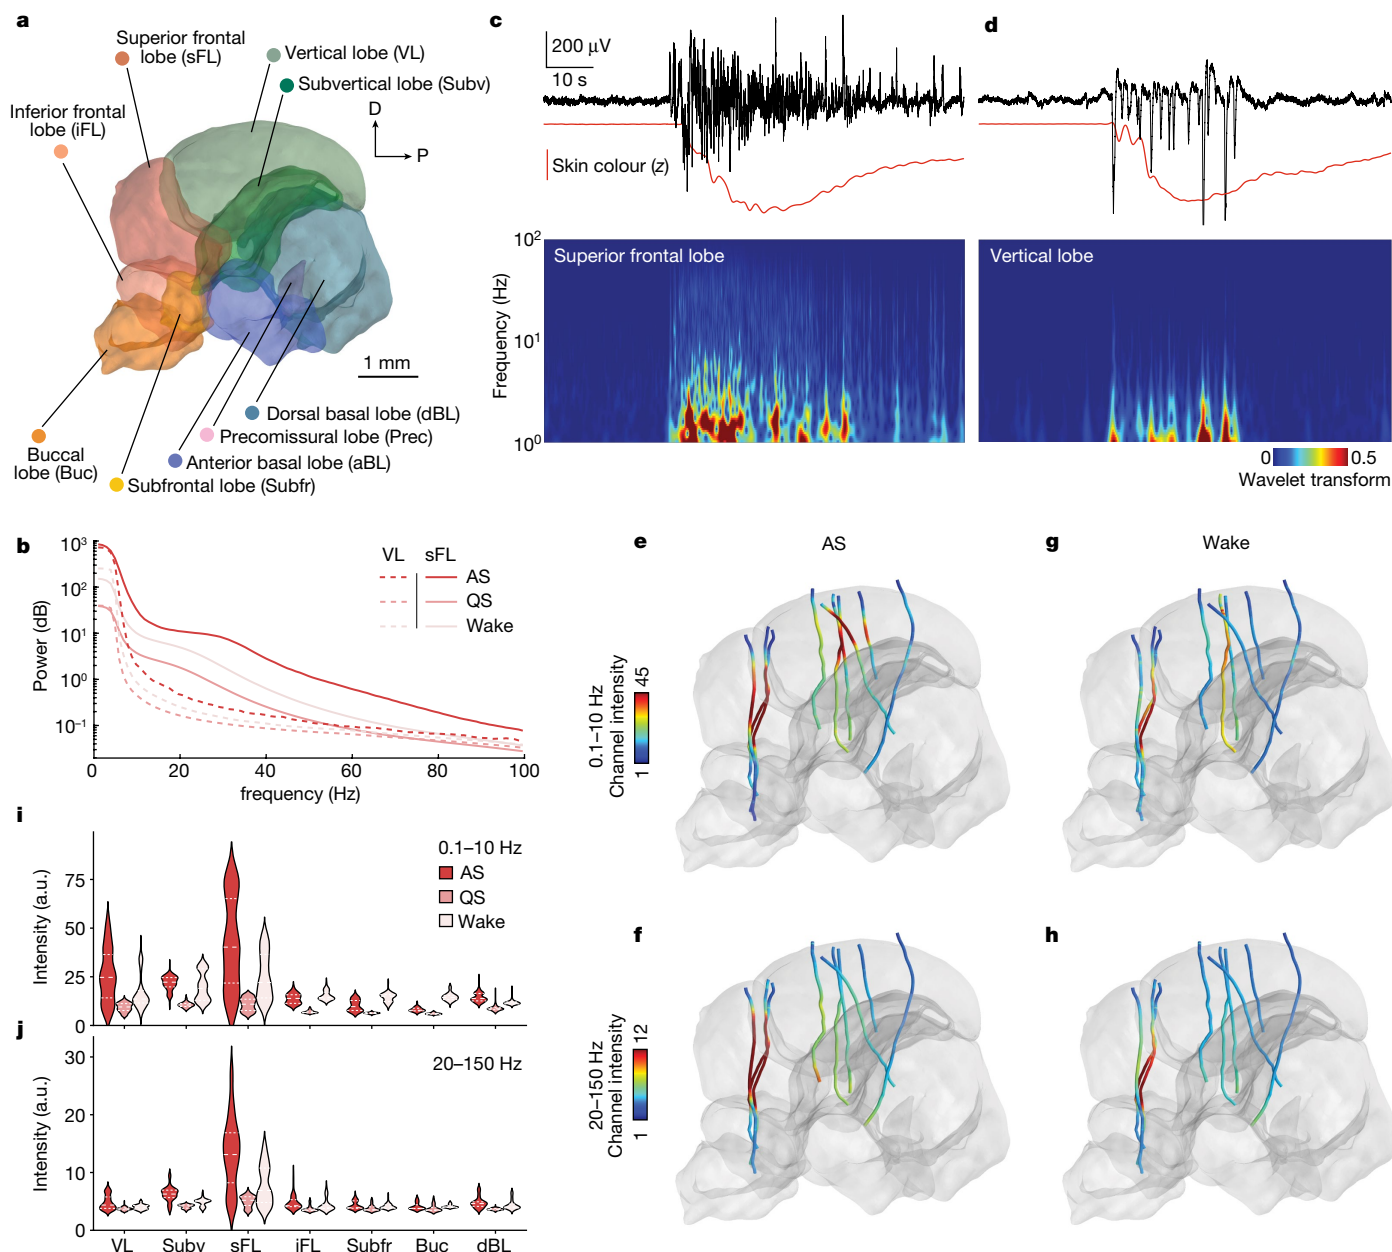 a
Superior frontal
lobe (sFL)
Vertical lobe (VL)
Subvertical lobe (Subv)
Inferior frontal
lobe (iFL)
D
P
1 mm
Dorsal basal lobe (dBL)
Precomissural lobe (Prec)
Anterior basal lobe (aBL)
Buccal
lobe (Buc)
Subfrontal lobe (Subfr)
c
200 µV
10 s
Skin colour (z)
d
10²
Superior frontal lobe
Vertical lobe
Frequency (Hz)
10¹
10⁰
0
0.5
Wavelet transform
b
10³
10²
10¹
10⁰
10⁻¹
Power (dB)
VL
sFL
AS
QS
Wake
0
20
40
60
80
100
frequency (Hz)
e
AS
g
Wake
0.1–10 Hz
Channel intensity
1
45
f
h
20–150 Hz
Channel intensity
1
12
i
0.1–10 Hz
AS
QS
Wake
Intensity (a.u.)
75
50
25
0
j
20–150 Hz
Intensity (a.u.)
30
20
10
0
VL
Subv
sFL
iFL
Subfr
Buc
dBL